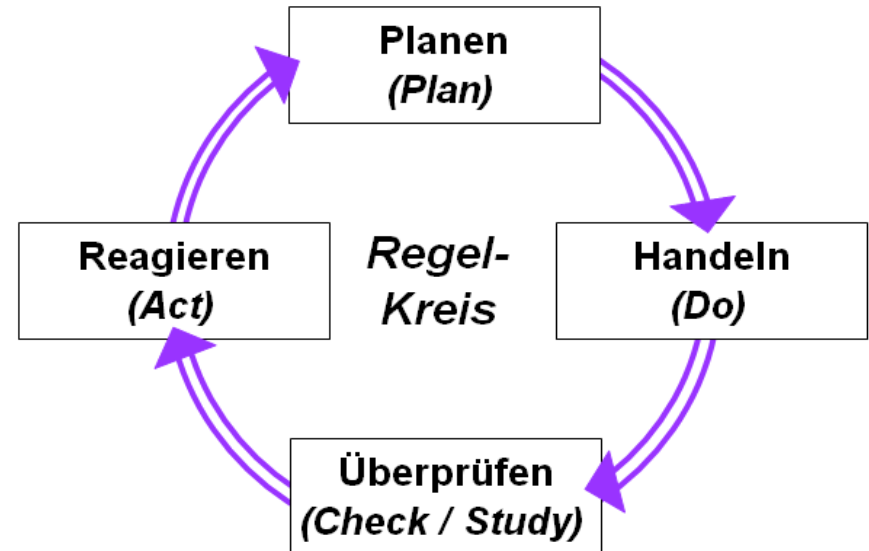 Planen
(Plan)
Handeln
(Do)
Überprüfen
(Check / Study)
Reagieren
(Act)
Regel-
Kreis